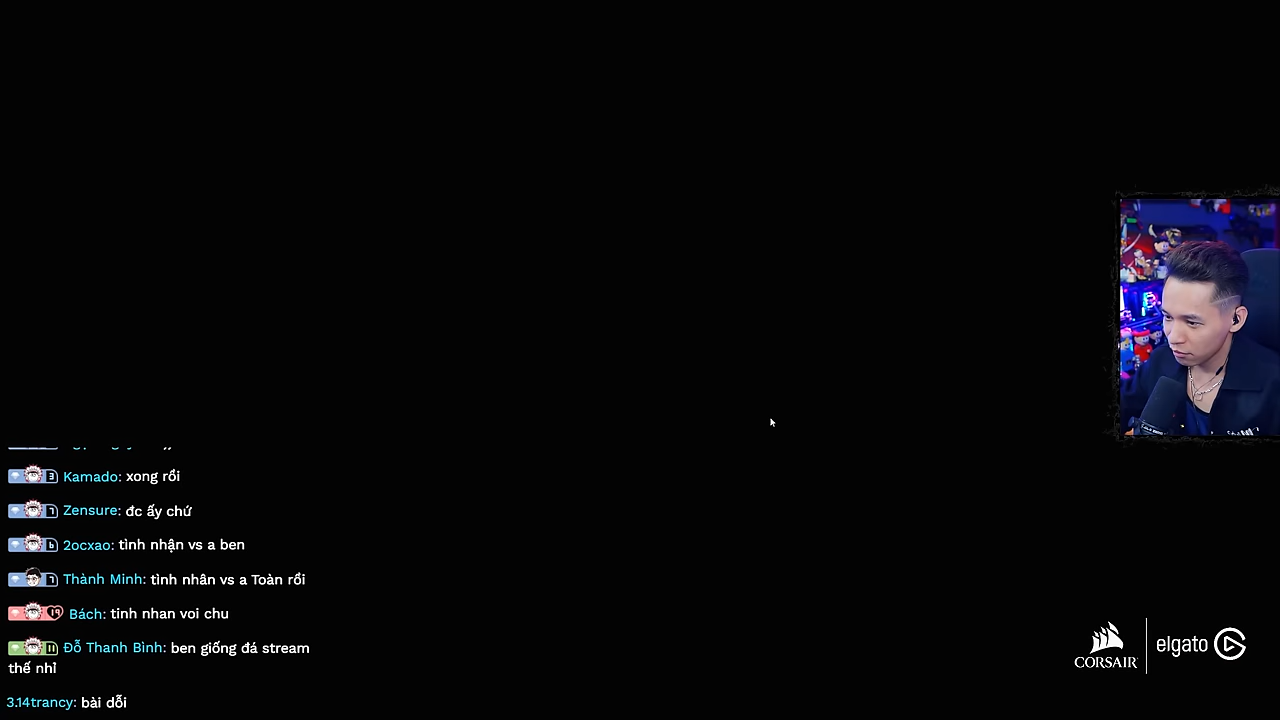 Kamado: xong rồi
Zensure: đc ấy chứ
2ocxao: tình nhận vs a ben
Thành Minh: tình nhân vs a Toàn rồi
Bách: tinh nhan voi chu
Đỗ Thanh Bình: ben giống đá stream
thế nhỉ
3.14trancy: bài dỗi
CORSAIR
elgato